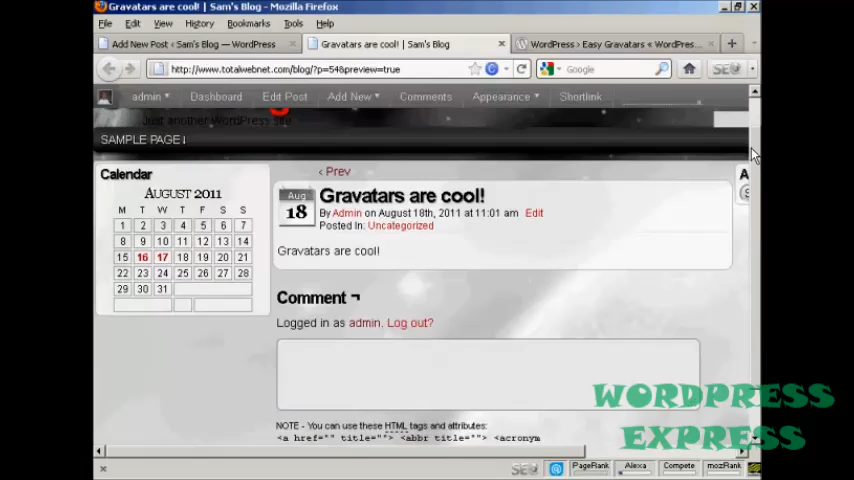 Gravatars are cool! | Sam's Blog - Mozilla Firefox
File Edit View History Bookmarks Tools Help
Add New Post ‹ Sam's Blog — WordPress
Gravatars are cool! | Sam's Blog
WordPress › Easy Gravatars « WordPres...
http://www.totalwebnet.com/blog/?p=54&preview=true
Google
SEO
admin
Dashboard
Edit Post
Add New
Comments
Appearance
Shortlink
Just another WordPress site
SAMPLE PAGE↓
Calendar
AUGUST 2011
M T W T F S S
1 2 3 4 5 6 7
8 9 10 11 12 13 14
15 16 17 18 19 20 21
22 23 24 25 26 27 28
29 30 31
‹ Prev
Aug
18
Gravatars are cool!
By Admin on August 18th, 2011 at 11:01 am Edit
Posted In: Uncategorized
Gravatars are cool!
Comment ¬
Logged in as admin. Log out?
NOTE - You can use these HTML tags and attributes:
<a href="" title=""> <abbr title=""> <acronym
A
WORDPRESS
EXPRESS
SEO
PageRank
Alexa
Compete
mozRank